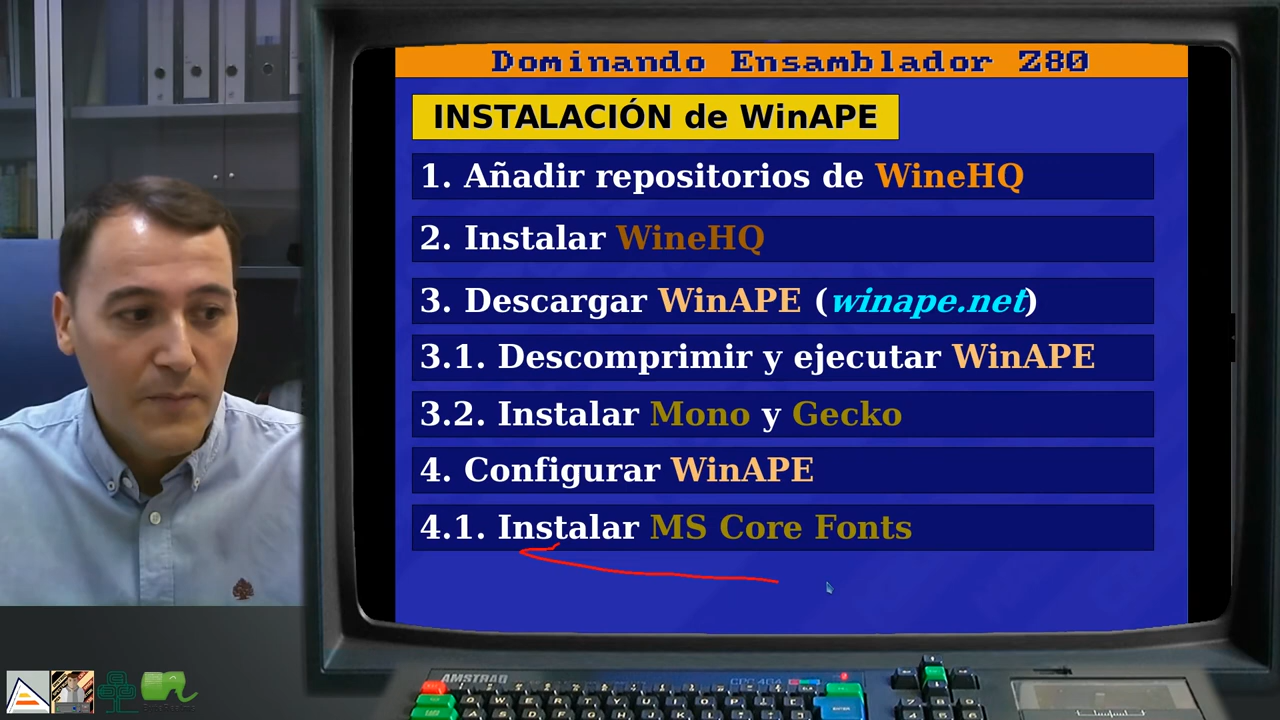 Dominando Ensamblador Z80
INSTALACIÓN de WinAPE
1. Añadir repositorios de WineHQ
2. Instalar WineHQ
3. Descargar WinAPE (winape.net)
3.1. Descomprimir y ejecutar WinAPE
3.2. Instalar Mono y Gecko
4. Configurar WinAPE
4.1. Instalar MS Core Fonts
AMSTRAD